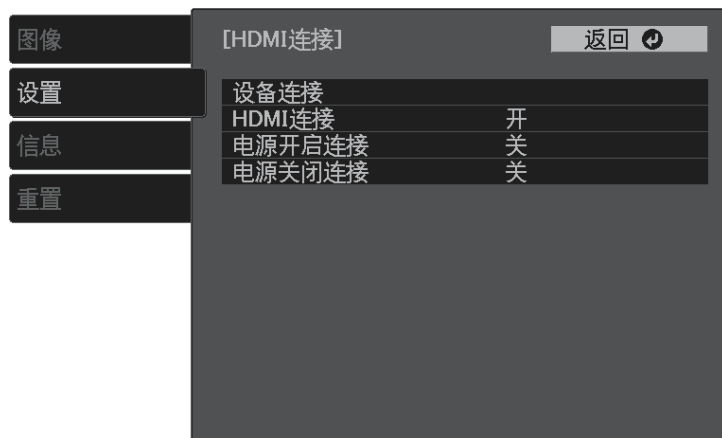 图像
设置
信息
重置
[HDMI连接]
返回
设备连接
HDMI连接 开
电源开启连接 关
电源关闭连接 关